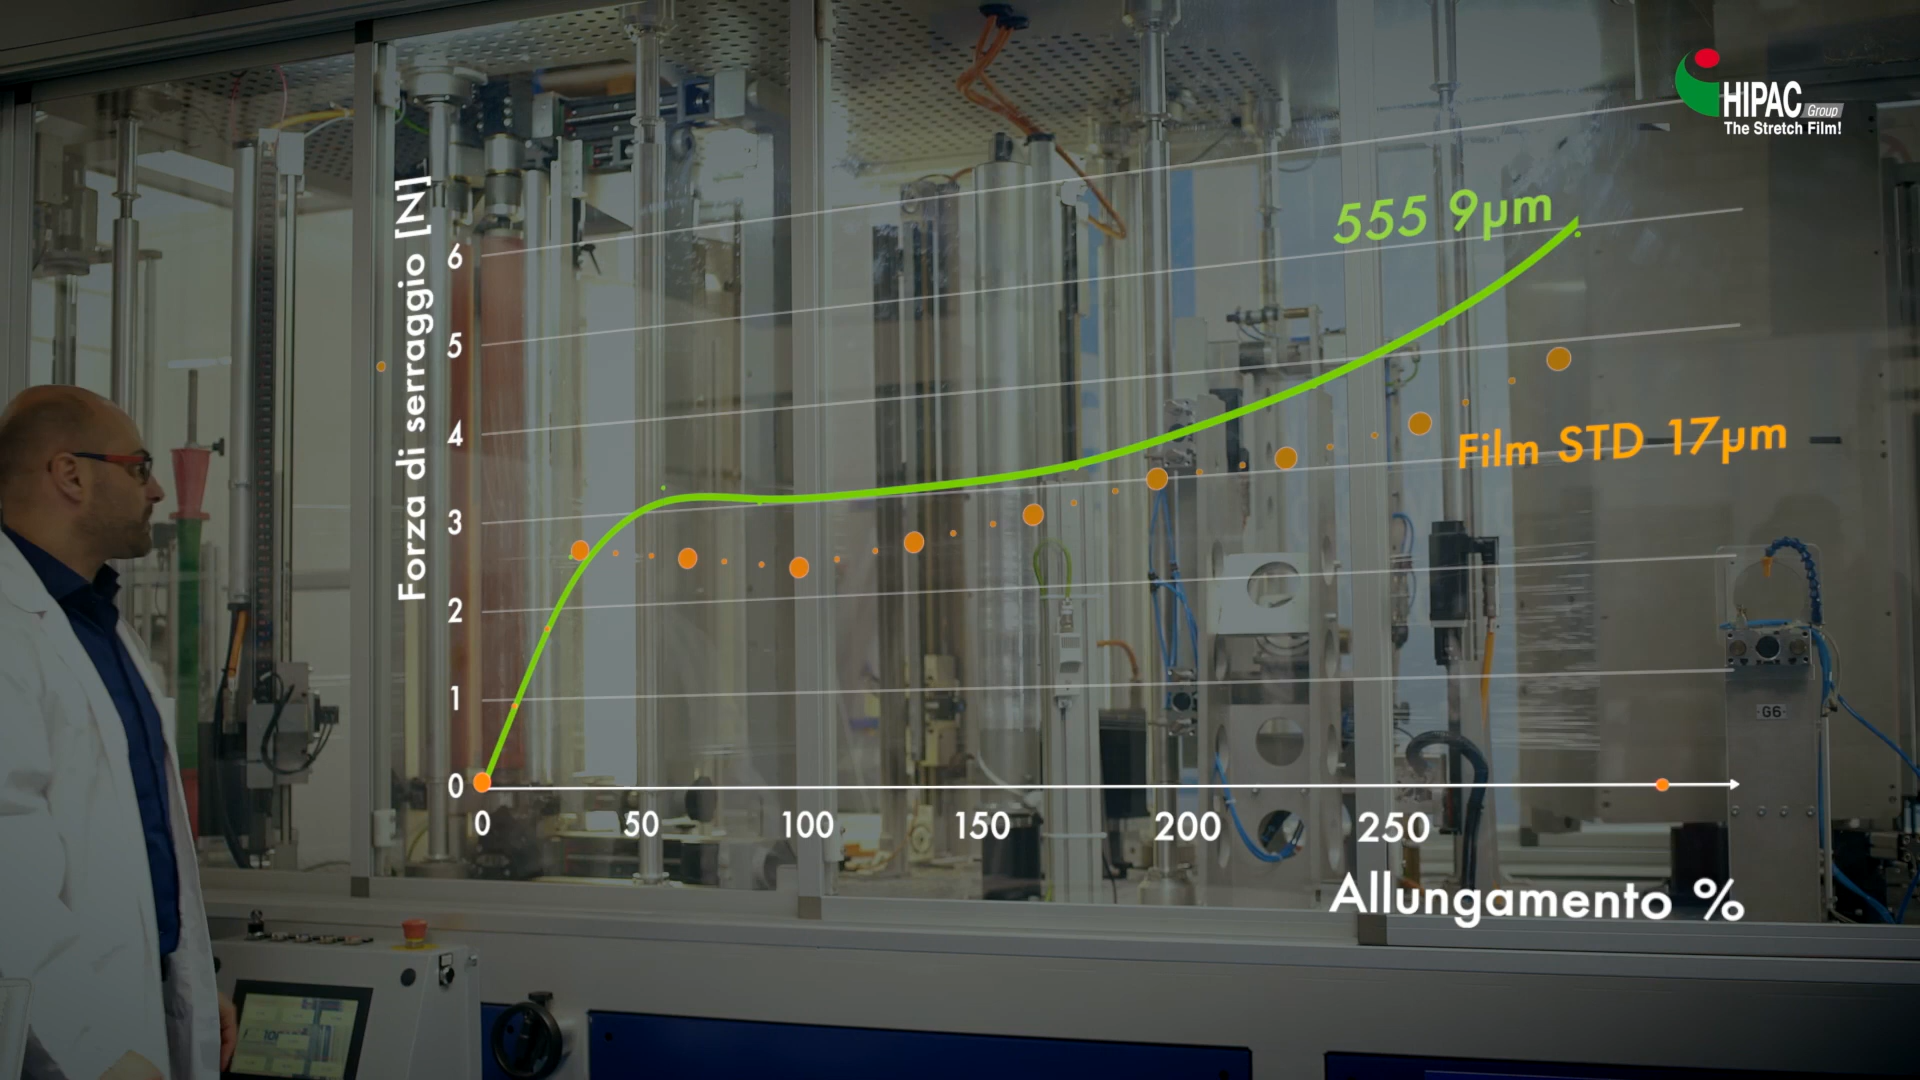 HIPAC Group
The Stretch Film!
555 9µm
Film STD 17µm
Forza di serraggio [N]
6
5
4
3
2
1
0
0 50 100 150 200 250
Allungamento %
G6